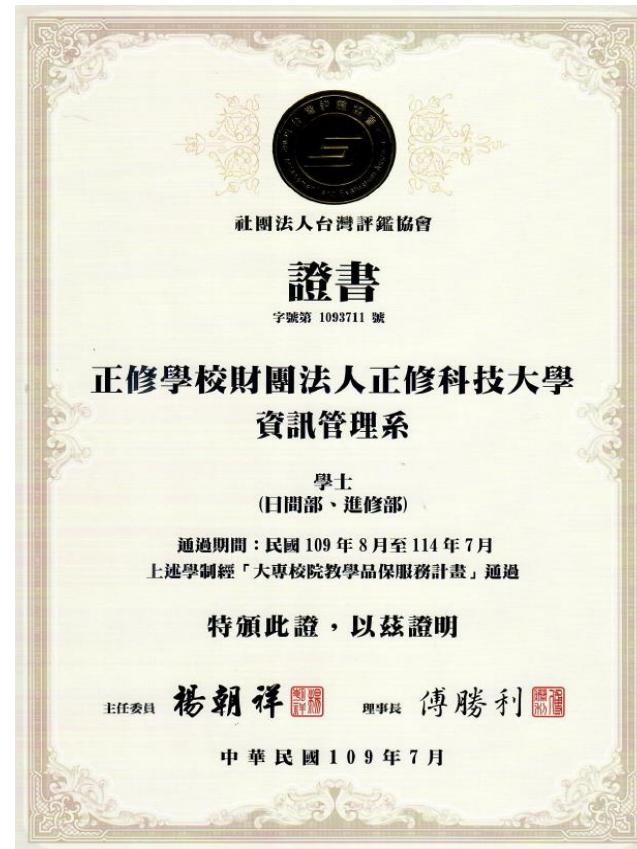 社團法人台灣評鑑協會
證書
字號第 1093711 號
正修學校財團法人正修科技大學
資訊管理系
學士
(日間部、進修部)
通過期間：民國 109 年 8 月至 114 年 7 月
上述學制經「大專校院教學品保服務計畫」通過
特頒此證，以茲證明
主任委員 楊朝祥 理事長 傅勝利
中華民國109年7月